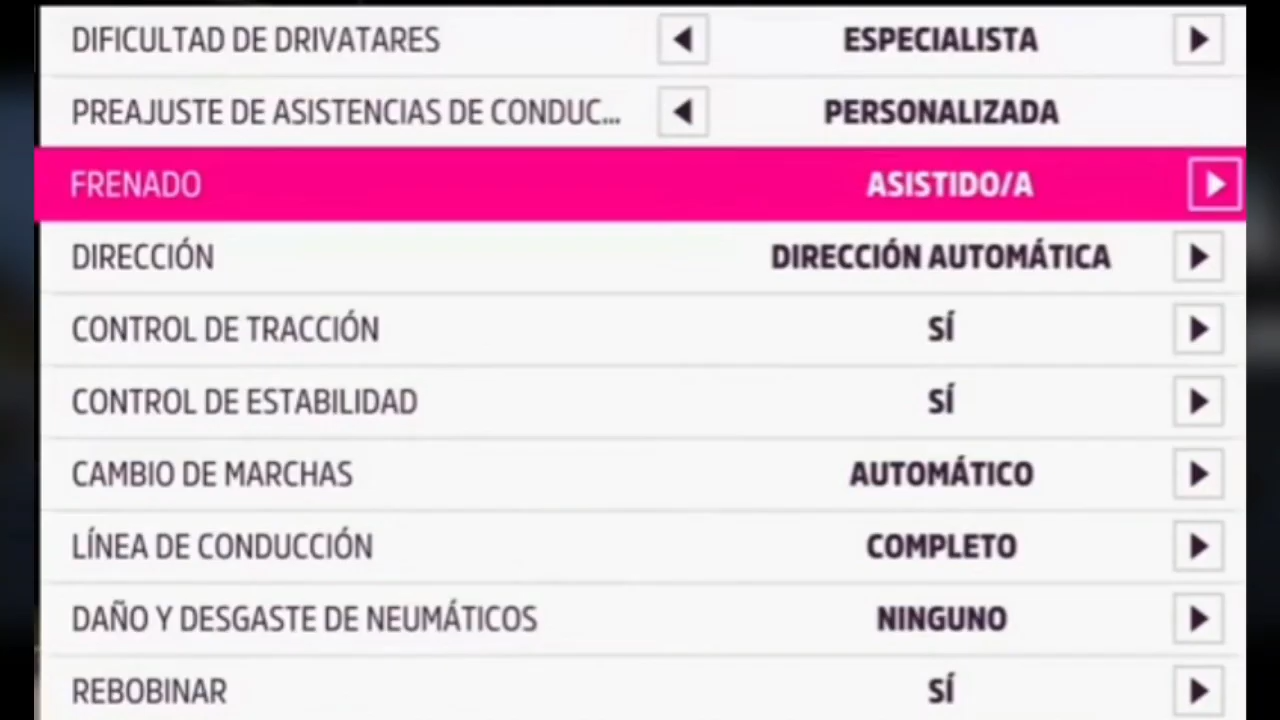 DIFICULTAD DE DRIVATARES ESPECIALISTA
PREAJUSTE DE ASISTENCIAS DE CONDUC... PERSONALIZADA
FRENADO ASISTIDO/A
DIRECCIÓN DIRECCIÓN AUTOMÁTICA
CONTROL DE TRACCIÓN SÍ
CONTROL DE ESTABILIDAD SÍ
CAMBIO DE MARCHAS AUTOMÁTICO
LÍNEA DE CONDUCCIÓN COMPLETO
DAÑO Y DESGASTE DE NEUMÁTICOS NINGUNO
REBOBINAR SÍ